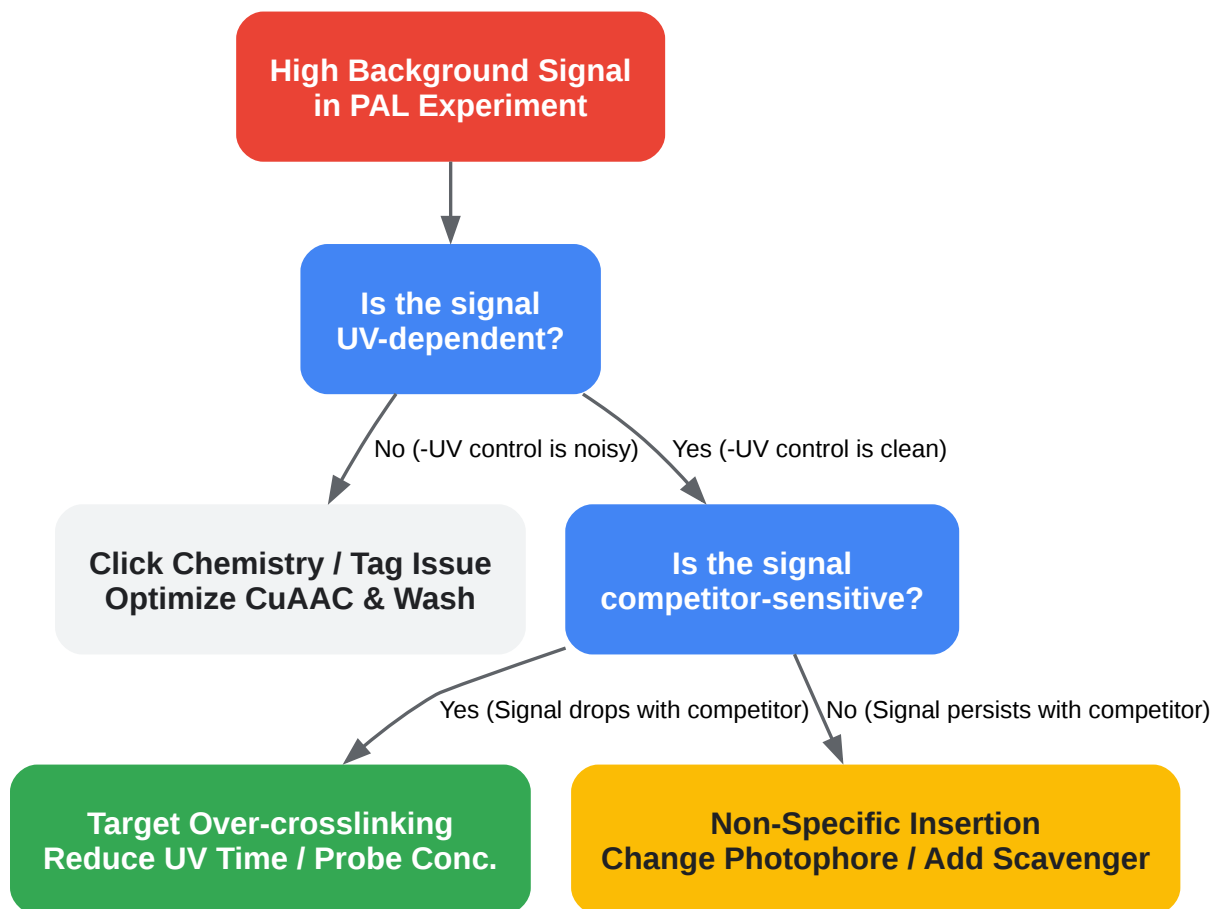 High Background Signal
in PAL Experiment
Is the signal
UV-dependent?
No (-UV control is noisy)
Yes (-UV control is clean)
Click Chemistry / Tag Issue
Optimize CuAAC & Wash
Is the signal
competitor-sensitive?
Yes (Signal drops with competitor)
No (Signal persists with competitor)
Target Over-crosslinking
Reduce UV Time / Probe Conc.
Non-Specific Insertion
Change Photophore / Add Scavenger